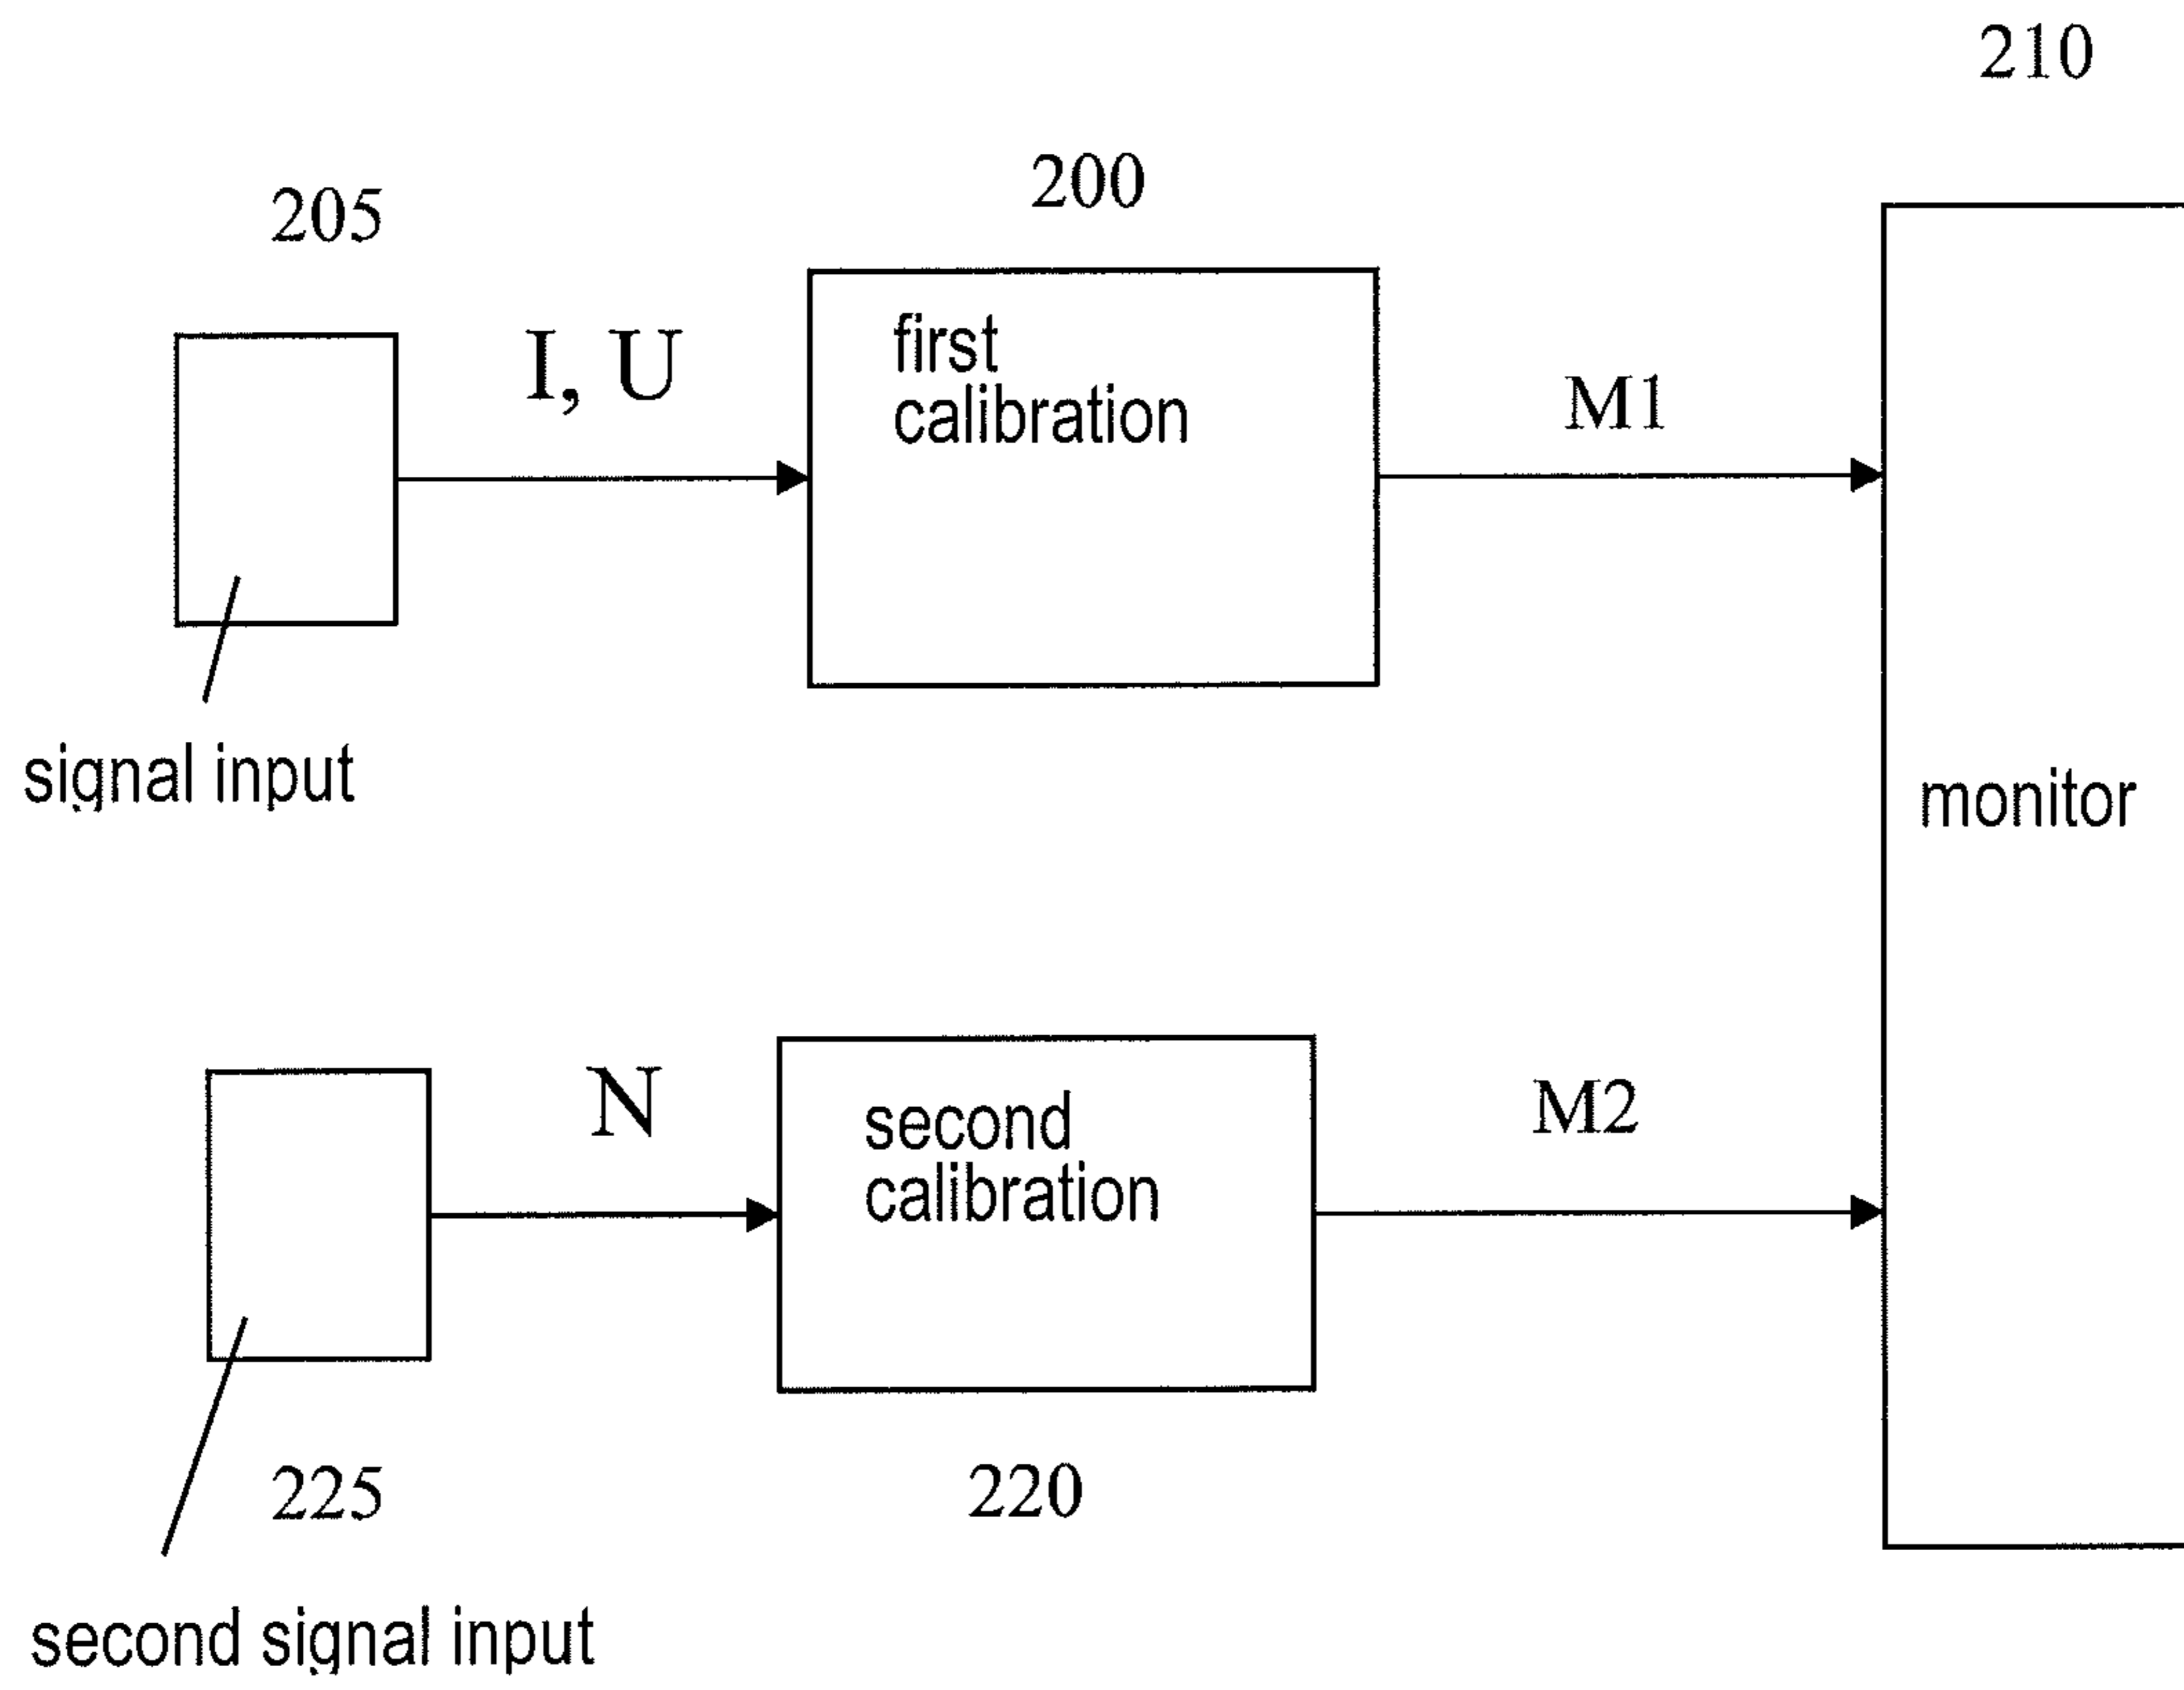 210
200
205
first
calibration
I, U
M1
signal input
monitor
N
second
calibration
M2
225
220
second signal input